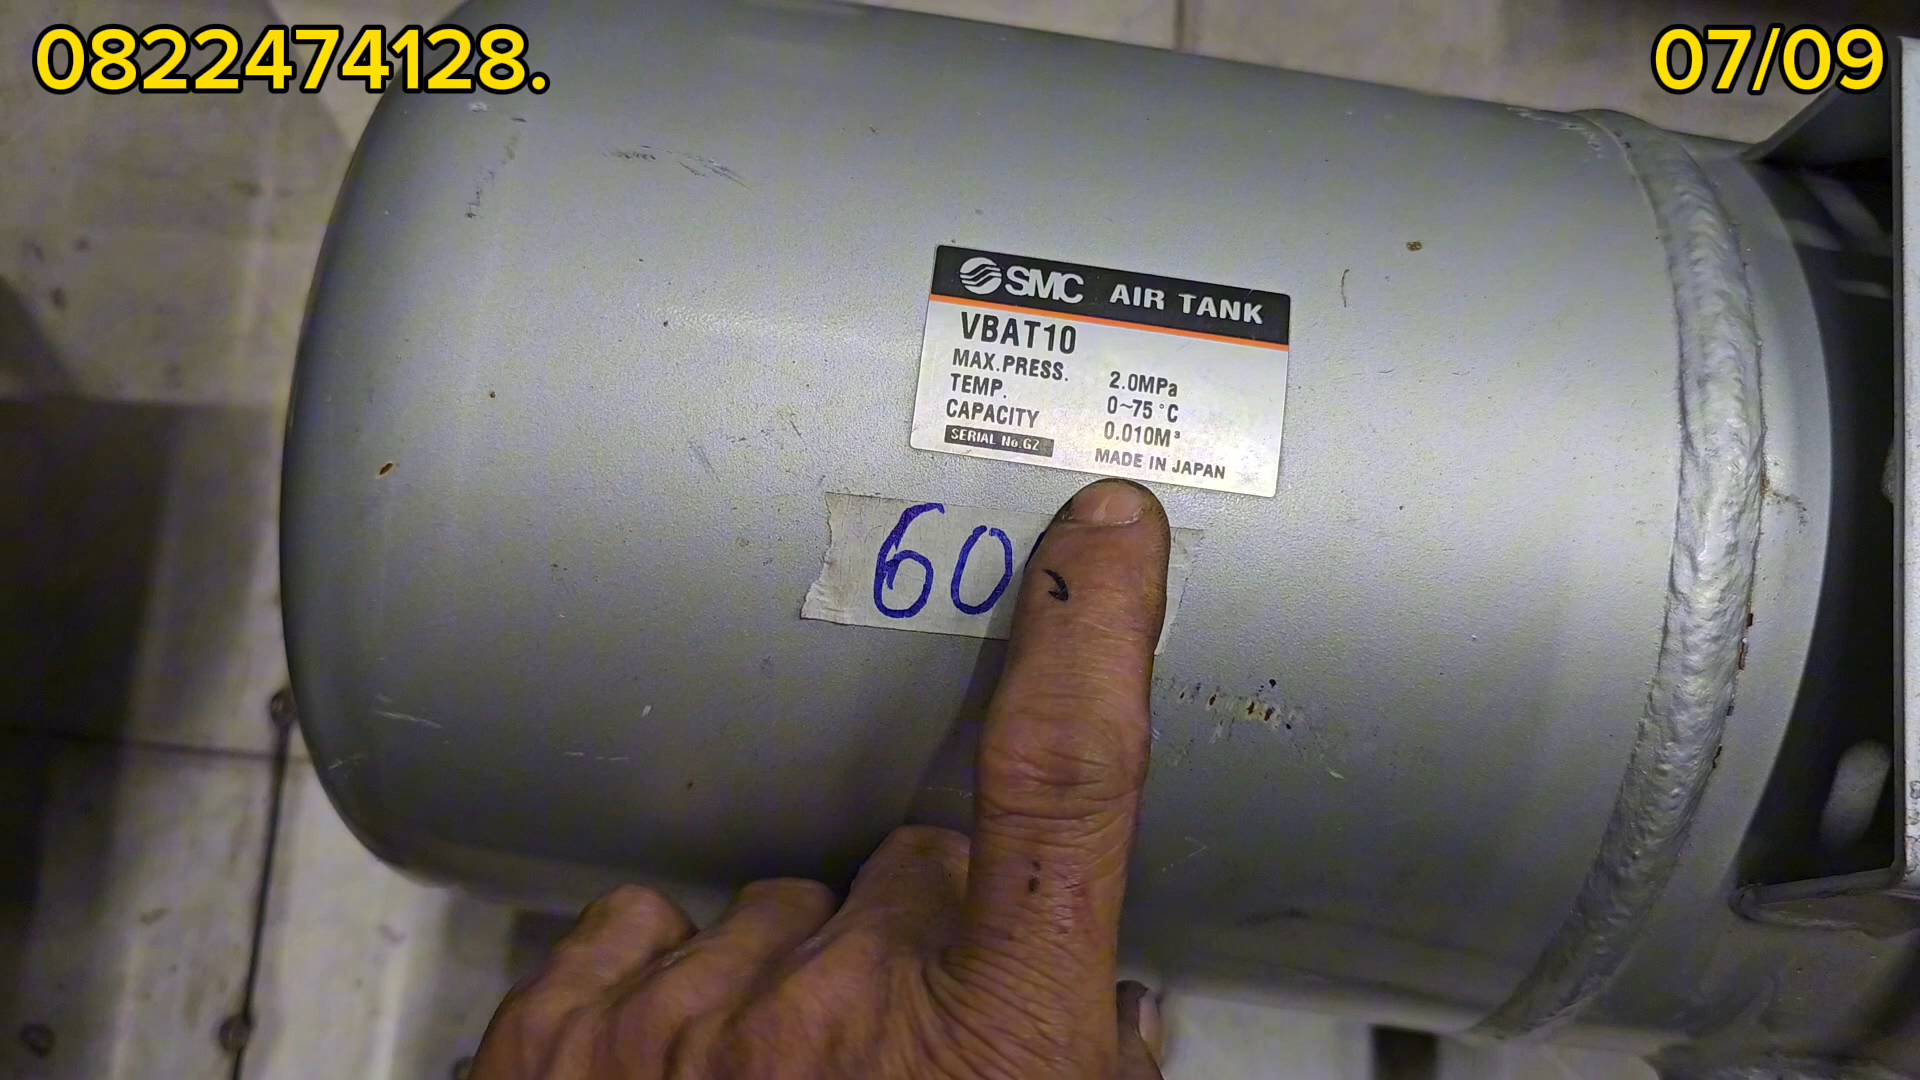 0822474128.
07/09
SMC AIR TANK
VBAT10
MAX.PRESS. 2.0MPa
TEMP. 0~75°C
CAPACITY 0.010M³
SERIAL No.GZ
MADE IN JAPAN
60